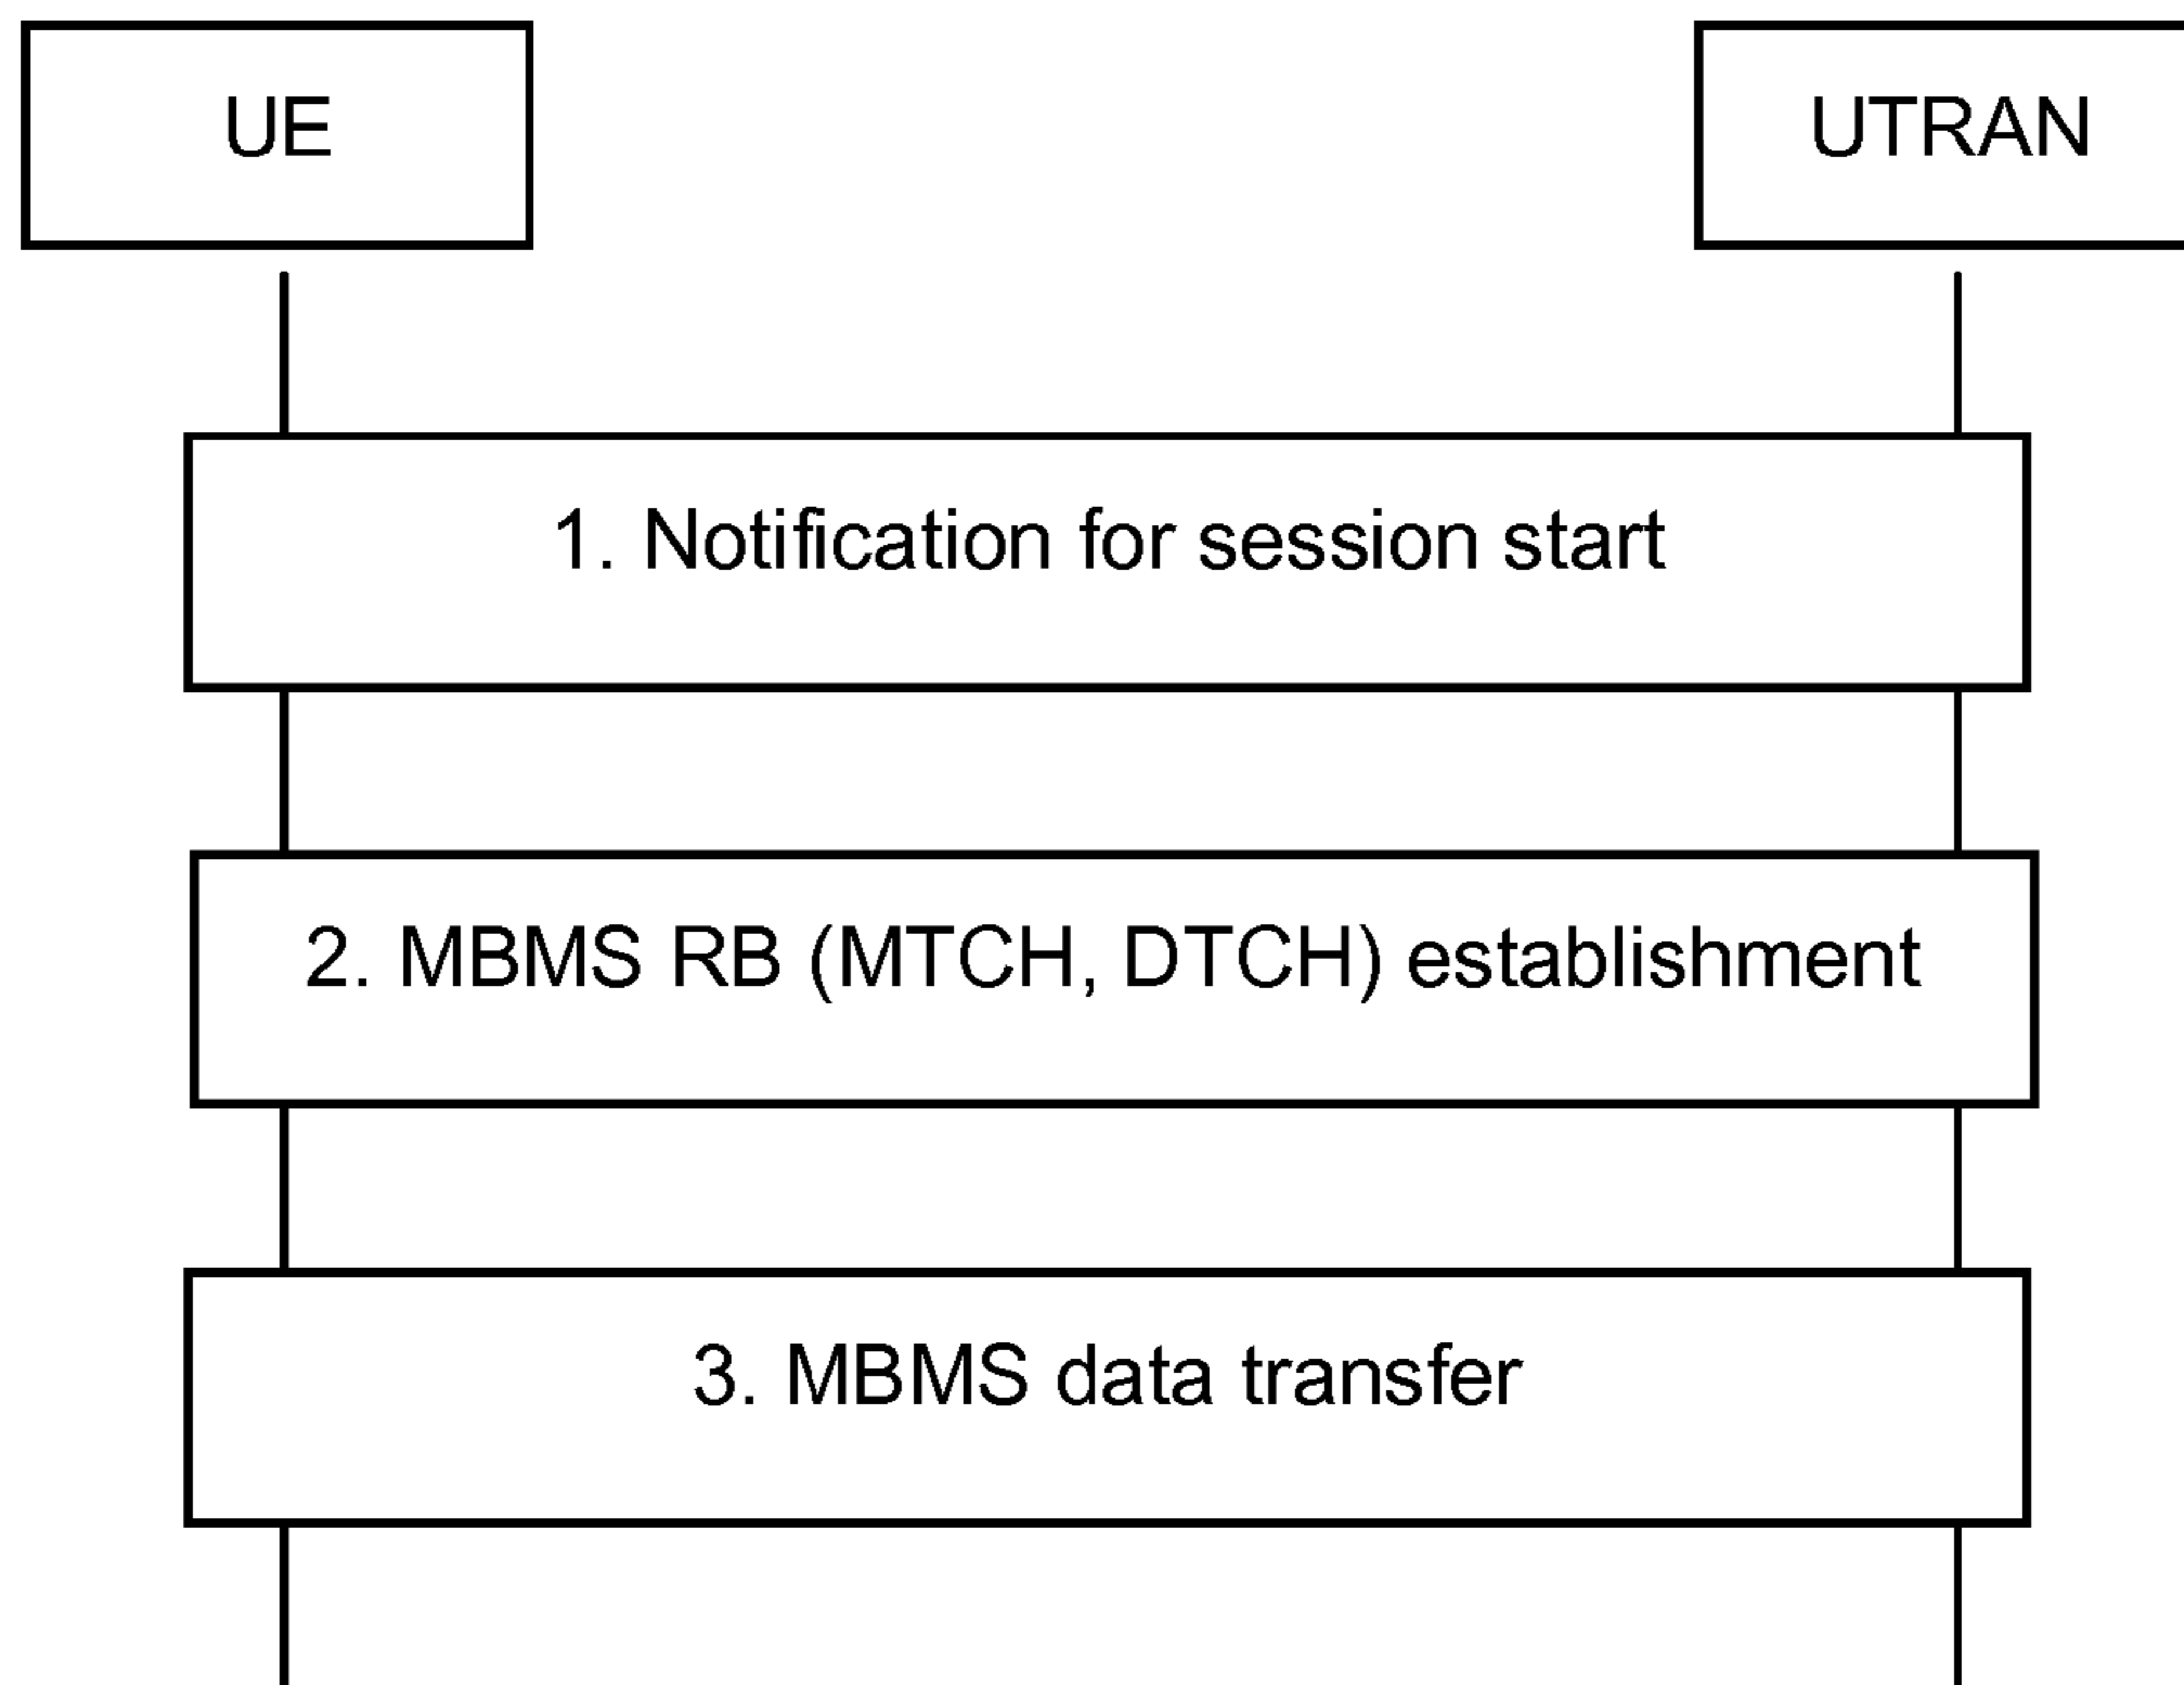 UE
UTRAN
1. Notification for session start
2. MBMS RB (MTCH, DTCH) establishment
3. MBMS data transfer